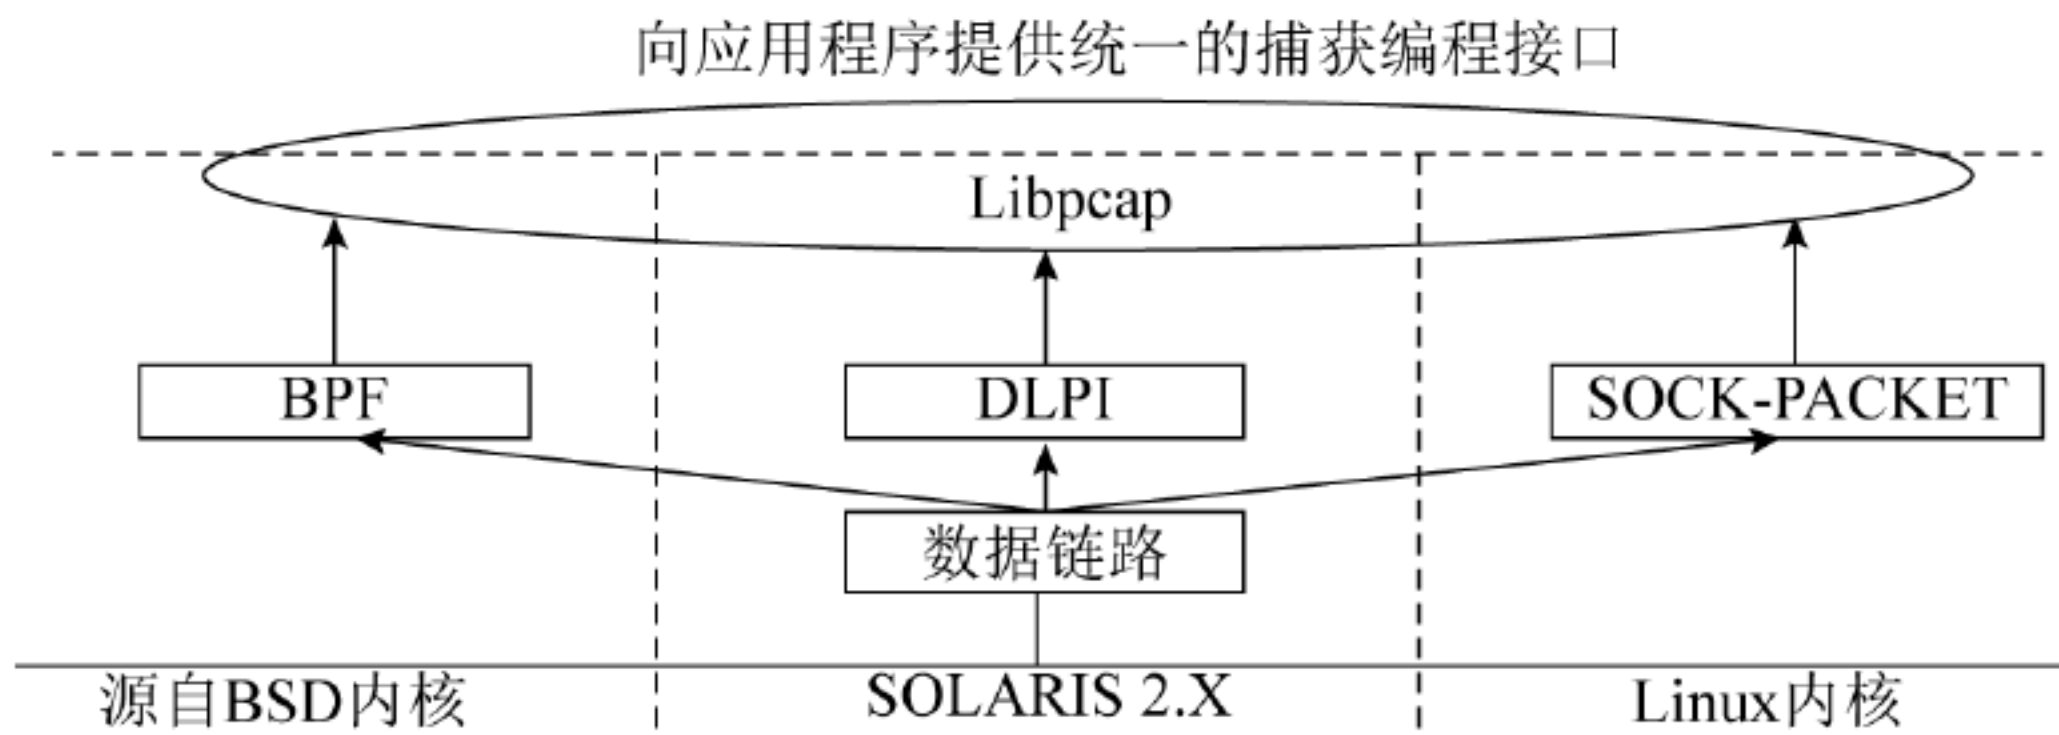 向应用程序提供统一的捕获编程接口
Libpcap
BPF
DLPI
SOCK-PACKET
数据链路
源自BSD内核
SOLARIS 2.X
Linux内核